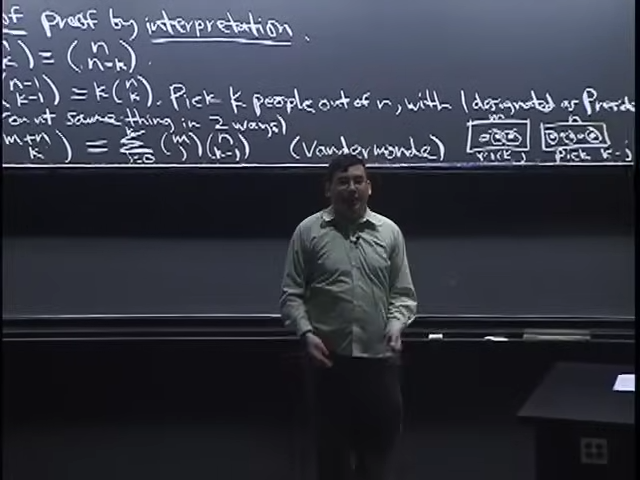 of Proof by interpretation.
k) = (n n-k).
(n-1 k-1) = k(n k). Pick k people out of n, with 1 designated as Presid
count same thing in 2 ways)
(m+n k) = k Σ j=0 (m j)(n k-j) (Vandermonde)
m n
pick j pick k-j